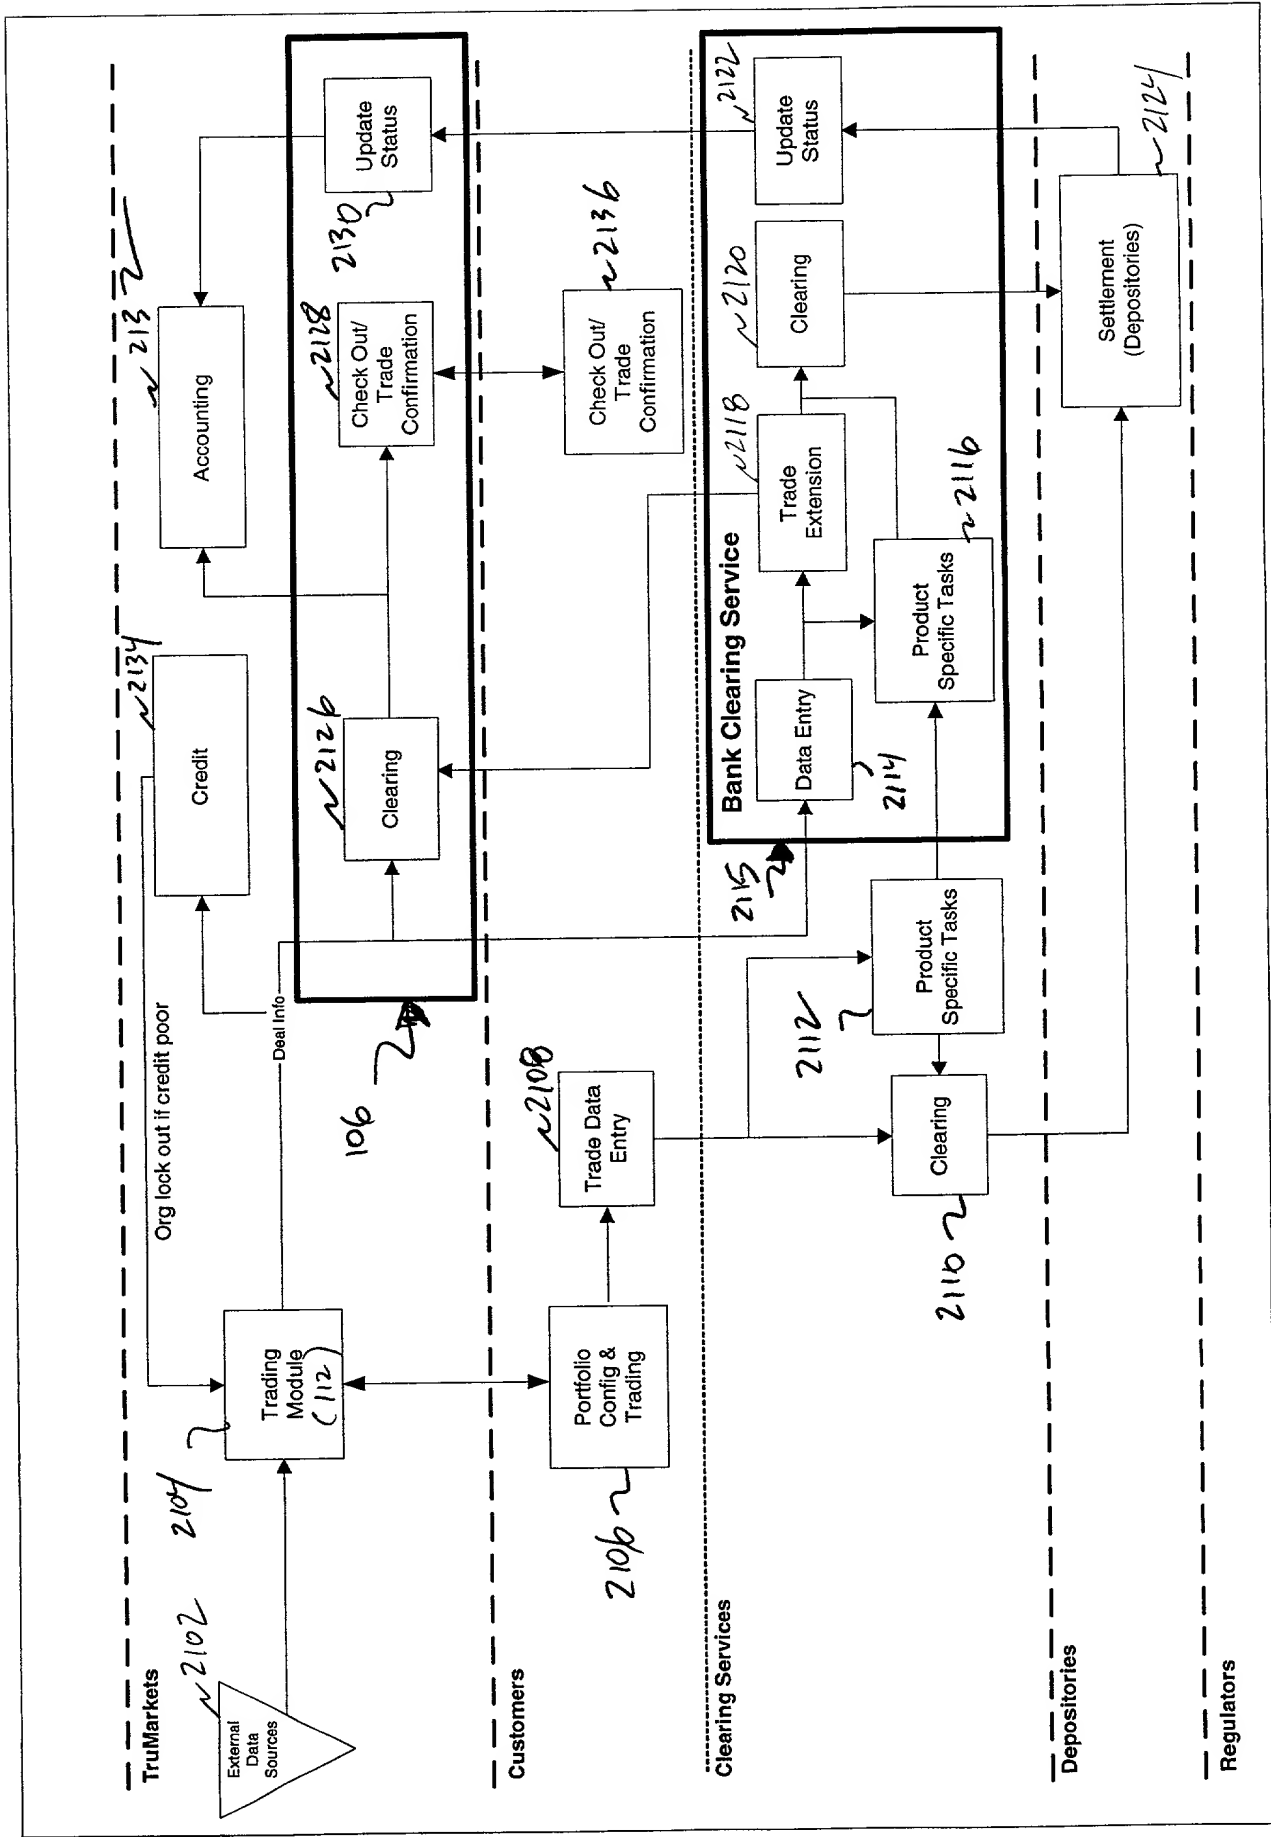 TruMarkets
2102
External
Data
Sources
2104
Trading
Module
(112)
Org lock out if credit poor
Deal Info
2134
Credit
2132
Accounting
106
2126
Clearing
2128
Check Out/
Trade
Confirmation
2130
Update
Status
Customers
2106
Portfolio
Config &
Trading
2108
Trade Data
Entry
2136
Check Out/
Trade
Confirmation
Clearing Services
2110
Clearing
2112
Product
Specific Tasks
2115
Bank Clearing Service
Data Entry
2114
2118
Trade
Extension
Product
Specific Tasks
2116
2120
Clearing
2122
Update
Status
Depositories
Settlement
(Depositories)
2124
Regulators